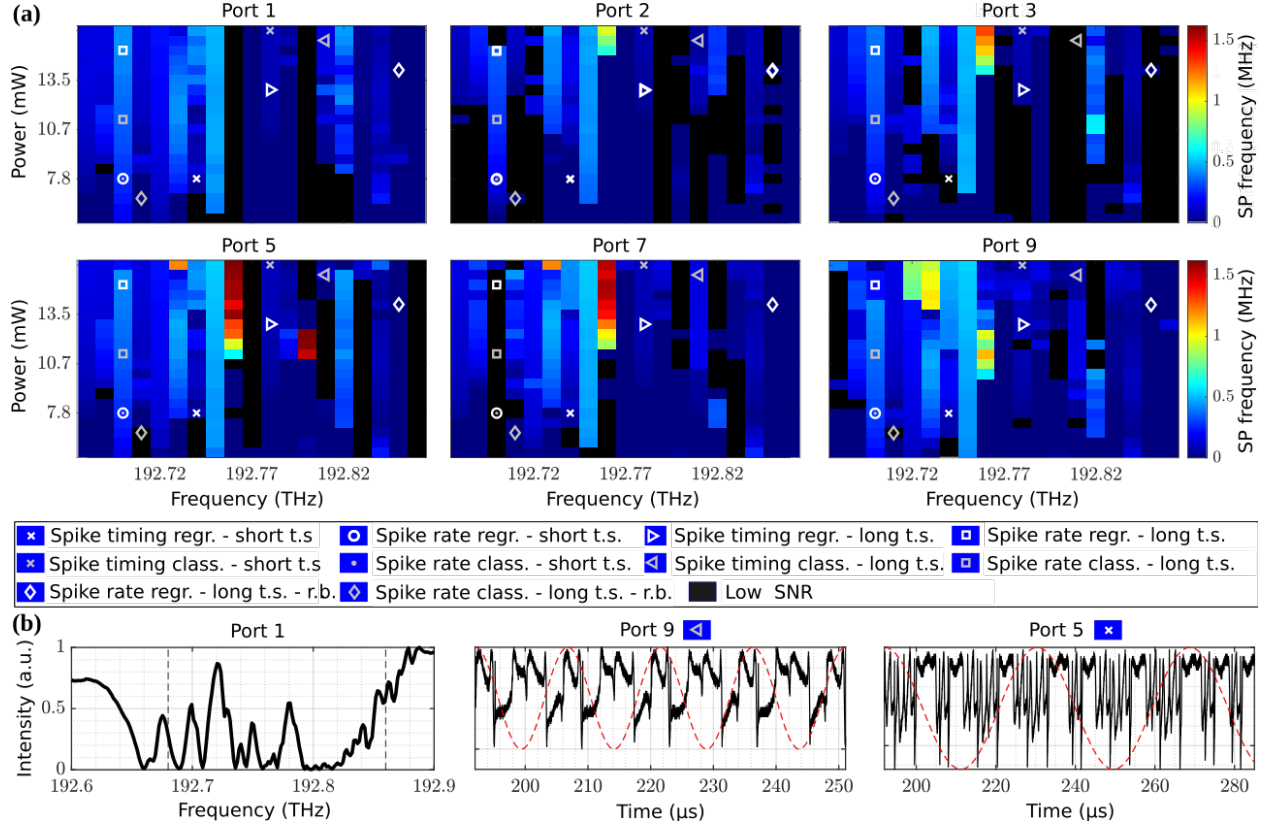 (a)
Port 1
Port 2
Port 3
Power (mW)
13.5
10.7
7.8
SP frequency (MHz)
1.5
1
0.5
0
Port 5
Port 7
Port 9
Power (mW)
13.5
10.7
7.8
192.72 192.77 192.82
192.72 192.77 192.82
192.72 192.77 192.82
Frequency (THz)
Frequency (THz)
Frequency (THz)
SP frequency (MHz)
1.5
1
0.5
0
Spike timing regr. - short t.s
Spike rate regr. - short t.s.
Spike timing regr. - long t.s.
Spike rate regr. - long t.s.
Spike timing class. - short t.s
Spike rate class. - short t.s.
Spike timing class. - long t.s.
Spike rate class. - long t.s.
Spike rate regr. - long t.s. - r.b.
Spike rate class. - long t.s. - r.b.
Low SNR
(b)
Port 1
Port 9
Port 5
Intensity (a.u.)
1
0.5
0
192.6 192.7 192.8 192.9
Frequency (THz)
200 210 220 230 240 250
Time (μs)
200 220 240 260 280
Time (μs)